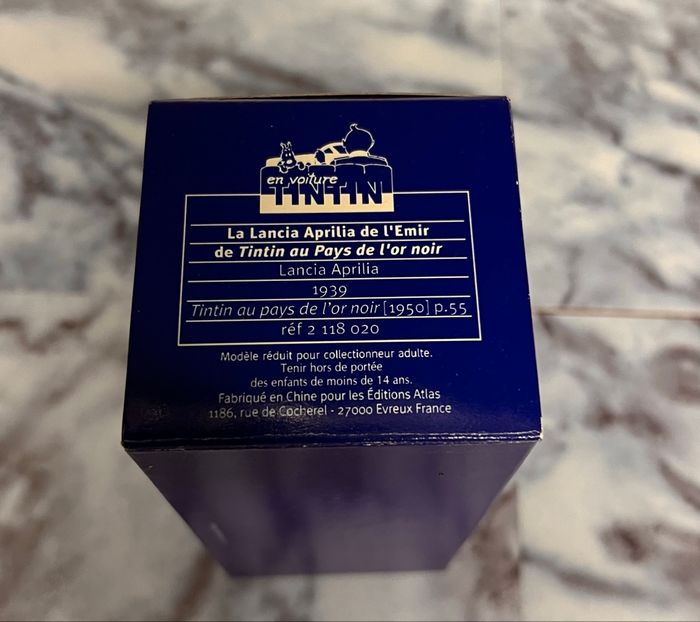 en voiture
TINTIN
La Lancia Aprilia de l'Emir
de Tintin au Pays de l'or noir
Lancia Aprilia
1939
Tintin au pays de l'or noir [1950] p.55
réf 2 118 020
Modèle réduit pour collectionneur adulte.
Tenir hors de portée
des enfants de moins de 14 ans.
Fabriqué en Chine pour les Éditions Atlas
1186, rue de Cocherel - 27000 Evreux France